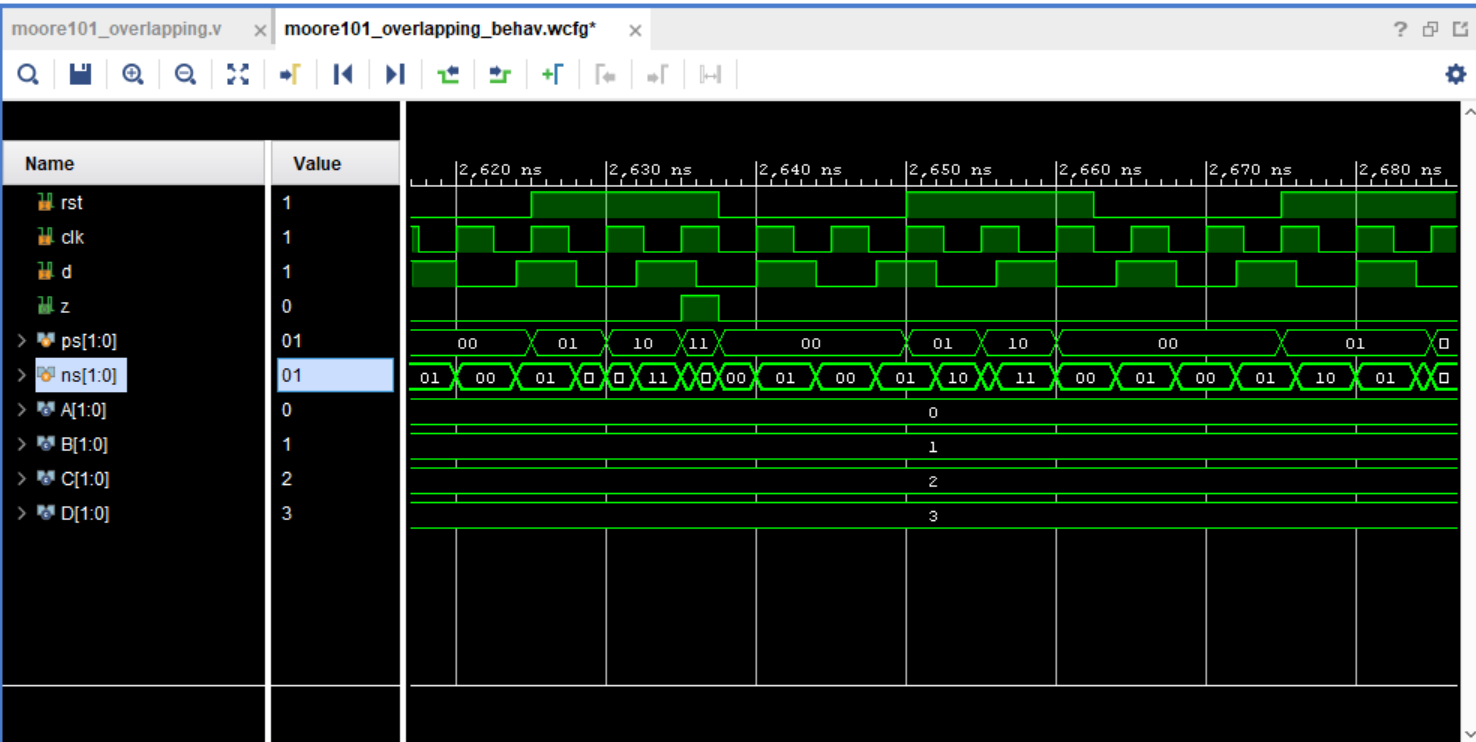 moore101_overlapping.v × moore101_overlapping_behav.wcfg* × ?
Name Value
2,620 ns 2,630 ns 2,640 ns 2,650 ns 2,660 ns 2,670 ns 2,680 ns
rst 1
clk 1
d 1
z 0
> ps[1:0] 01 00 01 10 11 00 01 10 00 01
> ns[1:0] 01 01 00 01 11 00 01 00 01 10 11 00 01 00 01 10 01
> A[1:0] 0 0
> B[1:0] 1 1
> C[1:0] 2 2
> D[1:0] 3 3